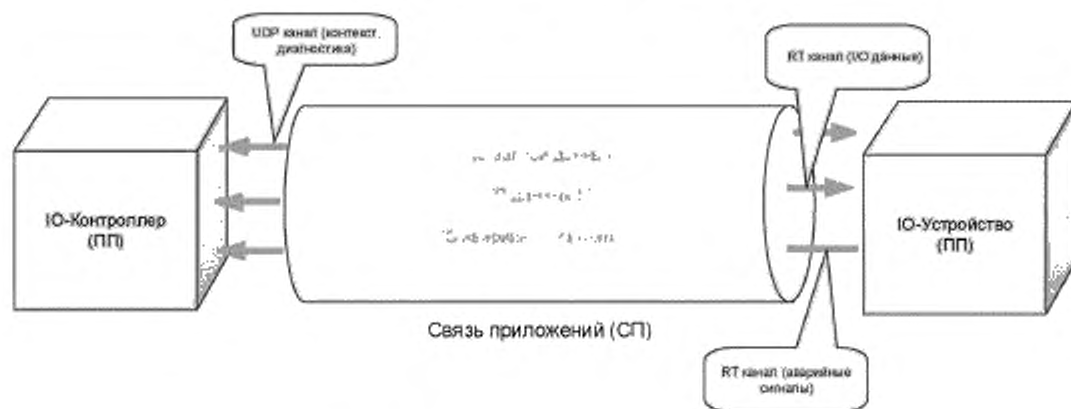 UDP канал (контекст,
диагностика)
RT канал (I/O данные)
IO-Контроллер
(ПП)
IO-Устройство
(ПП)
Связь приложений (СП)
RT канал (аварийные
сигналы)